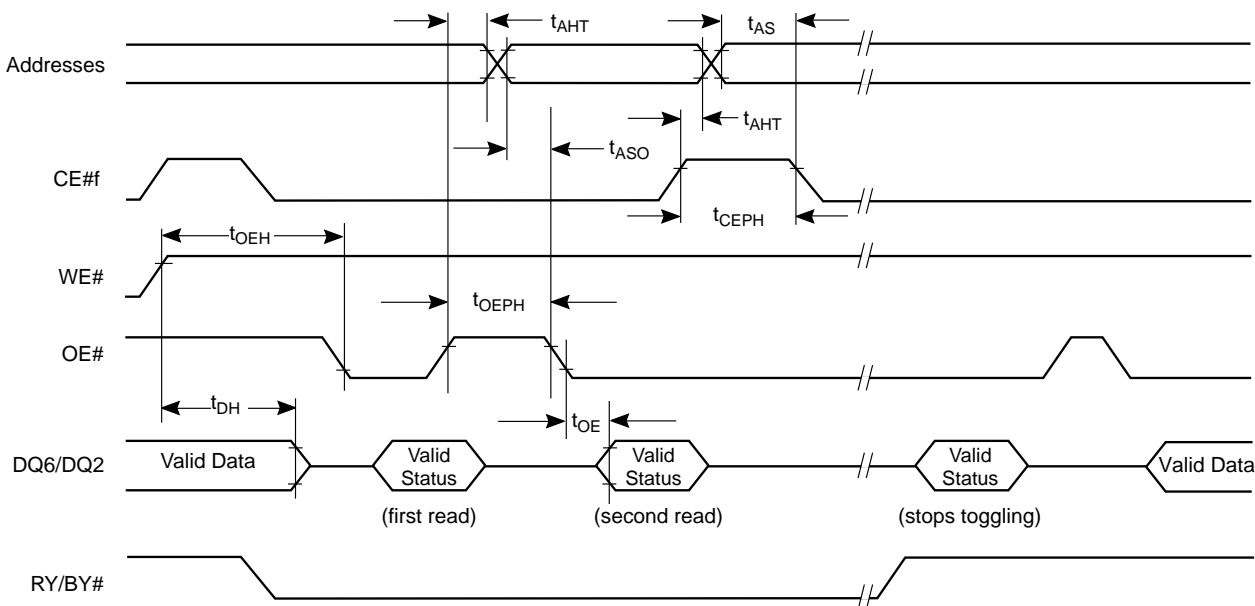 tAHT
tAS
Addresses
tAHT
tASO
CE#f
tCEPH
tOEH
WE#
tOEPH
OE#
tDH
tOE
DQ6/DQ2
Valid Data
Valid
Status
Valid
Status
Valid
Status
Valid Data
(first read)
(second read)
(stops toggling)
RY/BY#